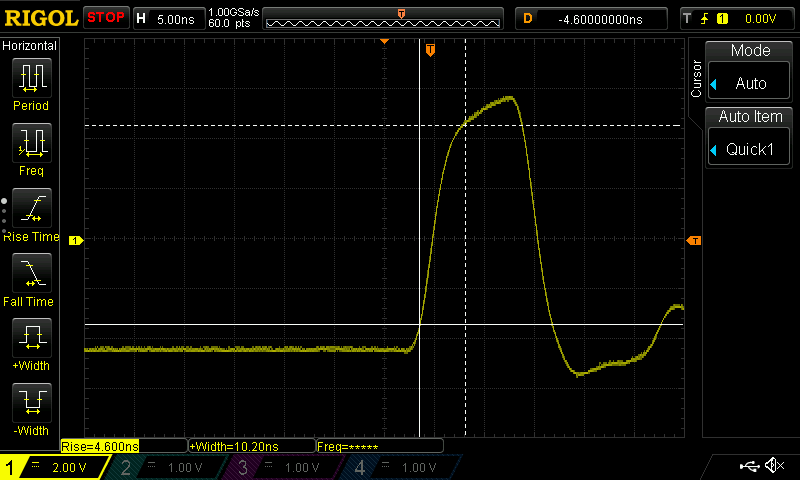 RIGOL STOP H 5.00ns 1.00GSa/s 60.0 pts T D -4.60000000ns T 1 0.00V
Horizontal
Period
Freq
Rise Time
Fall Time
+Width
-Width
T
1
T
Cursor
Mode
Auto
Auto Item
Quick1
Rise=4.600ns +Width=10.20ns Freq=*****
1 2.00 V 2 1.00 V 3 1.00 V 4 1.00 V